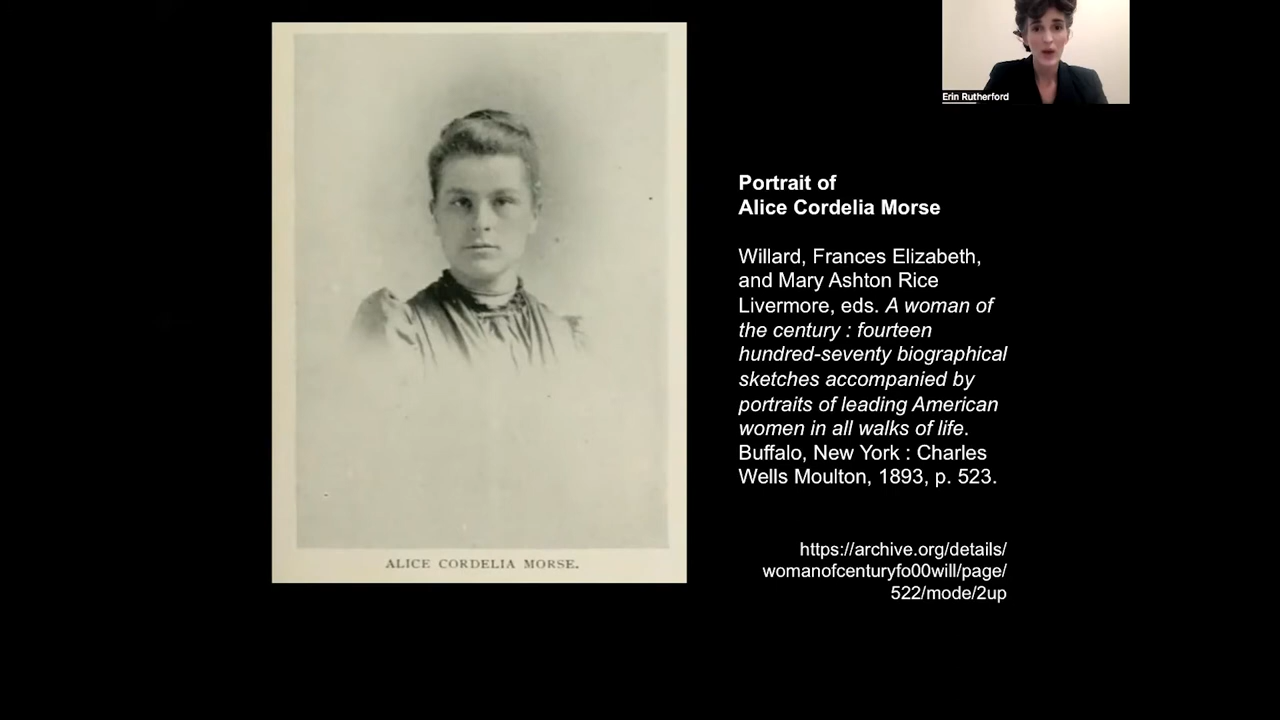 Erin Rutherford
Portrait of
Alice Cordelia Morse
Willard, Frances Elizabeth,
and Mary Ashton Rice
Livermore, eds. A woman of
the century : fourteen
hundred-seventy biographical
sketches accompanied by
portraits of leading American
women in all walks of life.
Buffalo, New York : Charles
Wells Moulton, 1893, p. 523.
https://archive.org/details/
womanofcenturyfo00will/page/
522/mode/2up
ALICE CORDELIA MORSE.